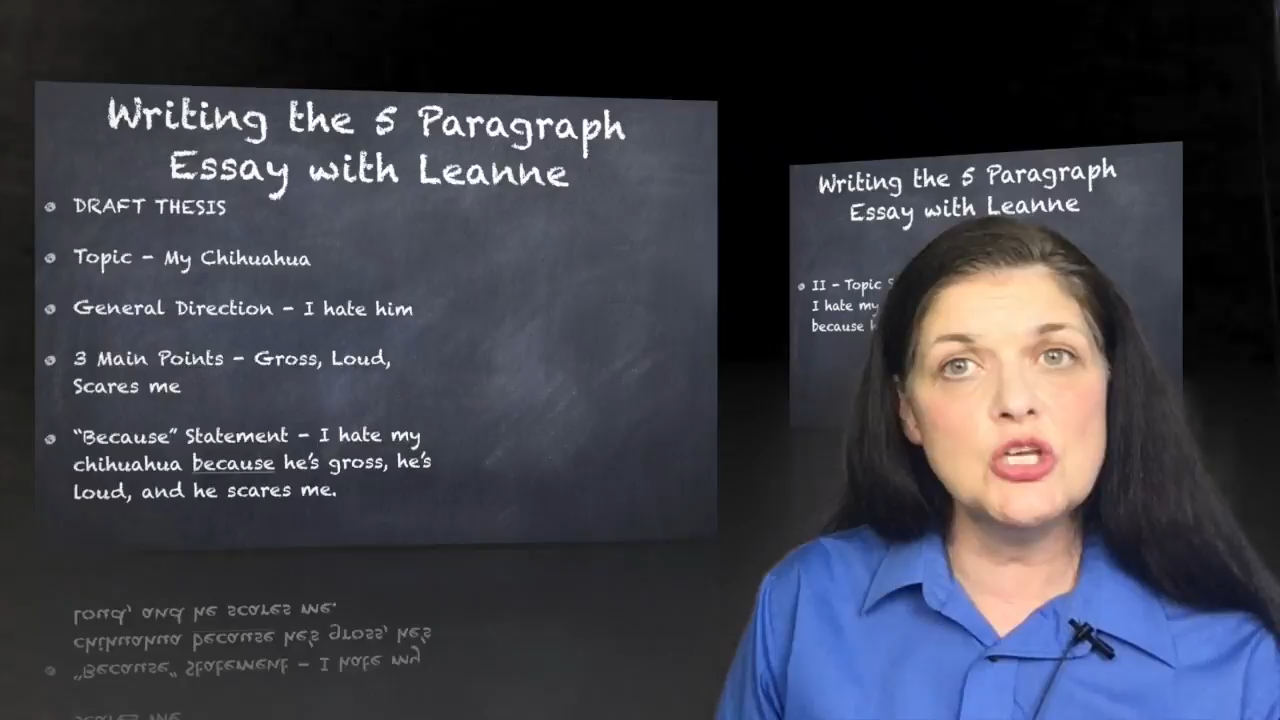 Writing the 5 Paragraph
Essay with Leanne
DRAFT THESIS
Topic - My Chihuahua
General Direction - I hate him
3 Main Points - Gross, Loud,
Scares me
"Because" Statement - I hate my
chihuahua because he's gross, he's
loud, and he scares me.
Writing the 5 Paragraph
Essay with Leanne
II - Topic
I hate my
because